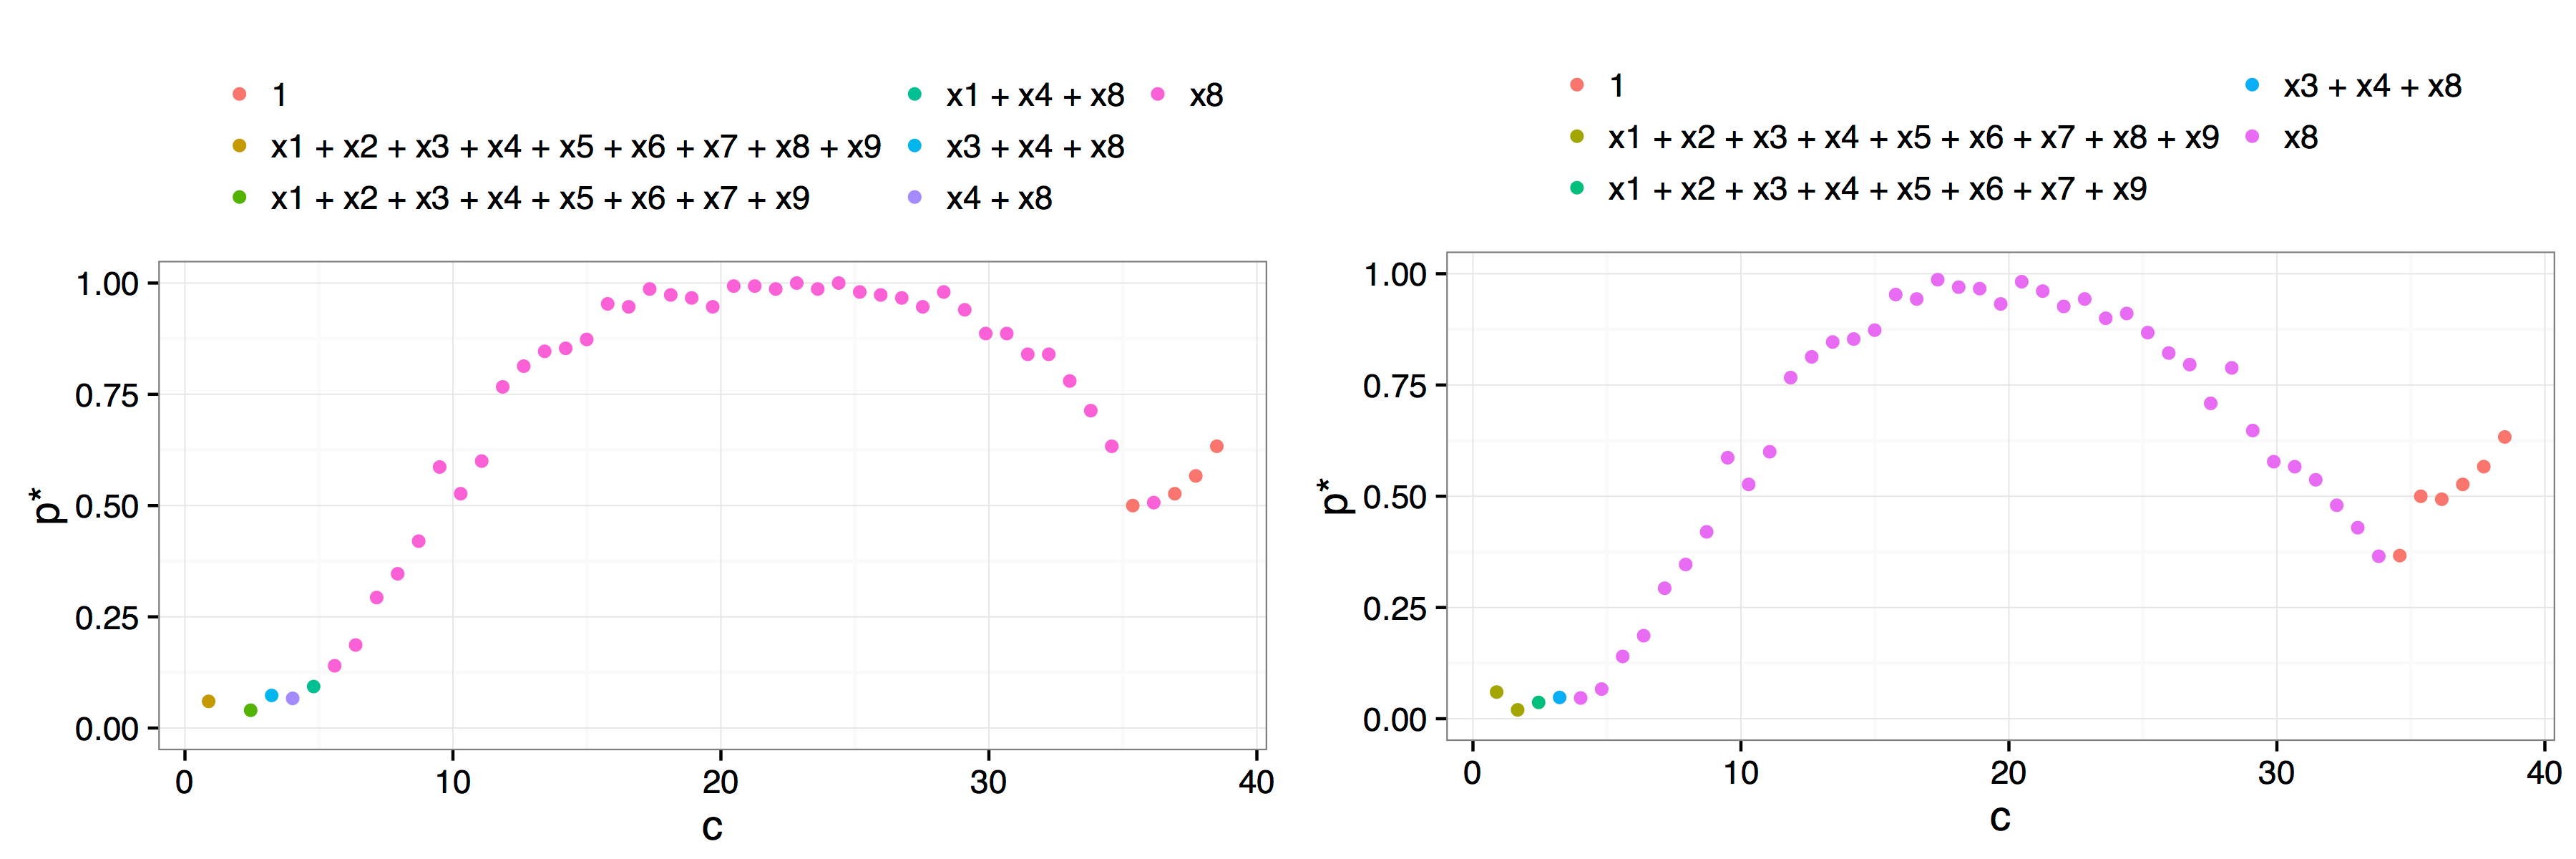 1
x1 + x2 + x3 + x4 + x5 + x6 + x7 + x8 + x9
x1 + x2 + x3 + x4 + x5 + x6 + x7 + x9
x1 + x4 + x8
x3 + x4 + x8
x4 + x8
x8
1.00
0.75
0.50
0.25
0.00
p*
0 10 20 30 40
c
1
x1 + x2 + x3 + x4 + x5 + x6 + x7 + x8 + x9
x1 + x2 + x3 + x4 + x5 + x6 + x7 + x9
x3 + x4 + x8
x8
1.00
0.75
0.50
0.25
0.00
p*
0 10 20 30 40
c